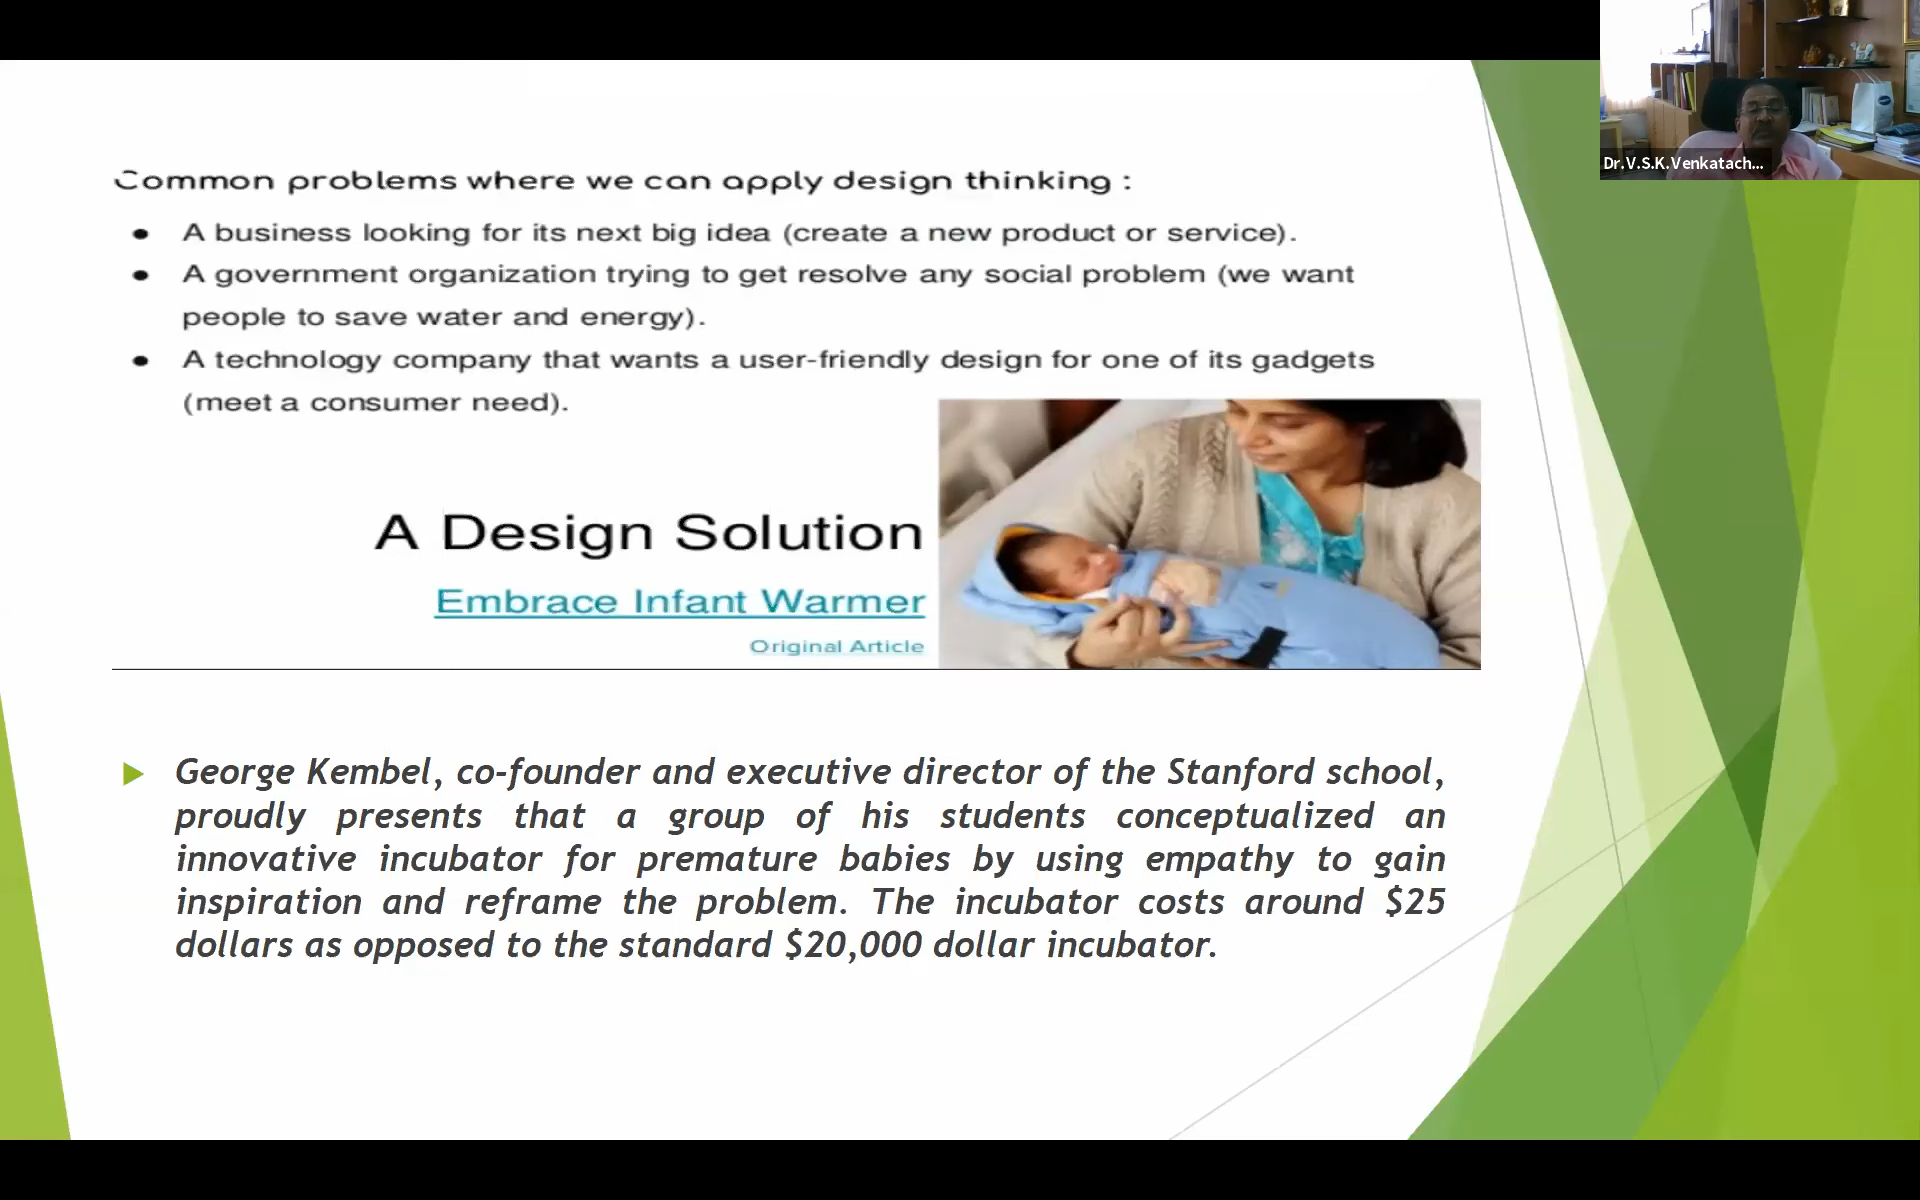 Dr.V.S.K.Venkatach...
Common problems where we can apply design thinking :
● A business looking for its next big idea (create a new product or service).
● A government organization trying to get resolve any social problem (we want
people to save water and energy).
● A technology company that wants a user-friendly design for one of its gadgets
(meet a consumer need).
A Design Solution
Embrace Infant Warmer
Original Article
George Kembel, co-founder and executive director of the Stanford school,
proudly presents that a group of his students conceptualized an
innovative incubator for premature babies by using empathy to gain
inspiration and reframe the problem. The incubator costs around $25
dollars as opposed to the standard $20,000 dollar incubator.